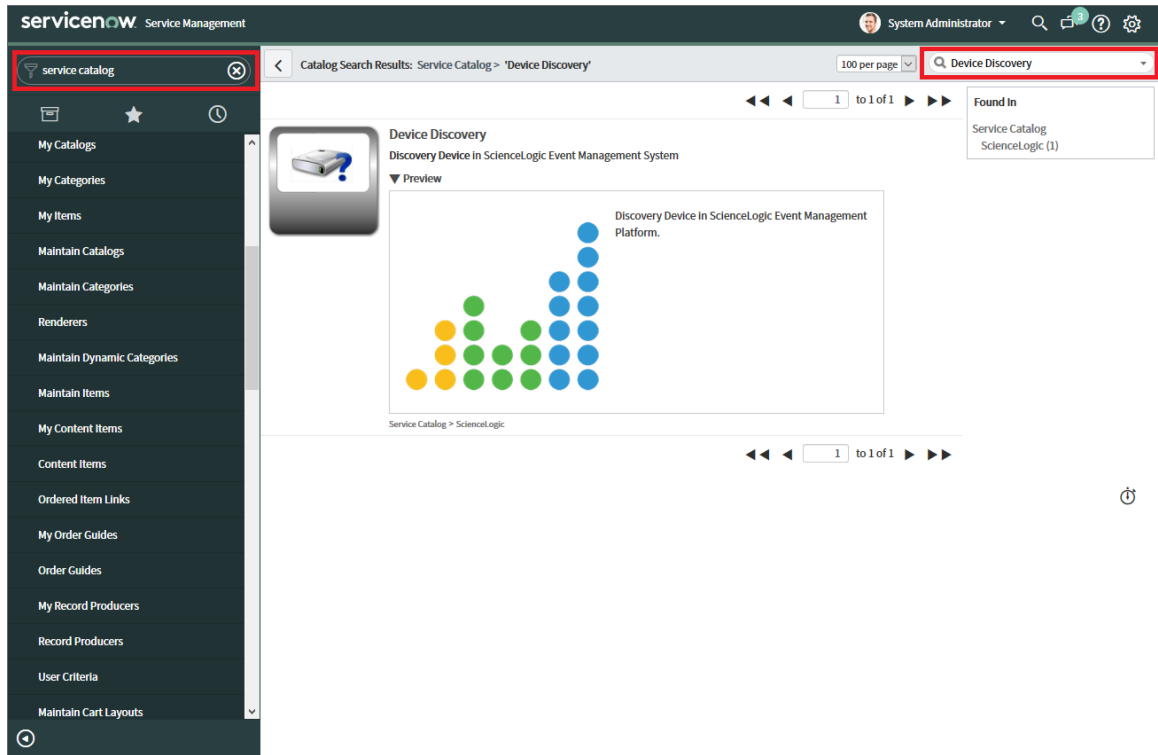 servicenow Service Management
System Administrator
3
service catalog
Catalog Search Results: Service Catalog > 'Device Discovery'
100 per page
Device Discovery
1 to 1 of 1
Found In
Service Catalog
ScienceLogic (1)
Device Discovery
Discovery Device in ScienceLogic Event Management System
Preview
Discovery Device in ScienceLogic Event Management
Platform.
Service Catalog > ScienceLogic
1 to 1 of 1
My Catalogs
My Categories
My Items
Maintain Catalogs
Maintain Categories
Renderers
Maintain Dynamic Categories
Maintain Items
My Content Items
Content Items
Ordered Item Links
My Order Guides
Order Guides
My Record Producers
Record Producers
User Criteria
Maintain Cart Layouts